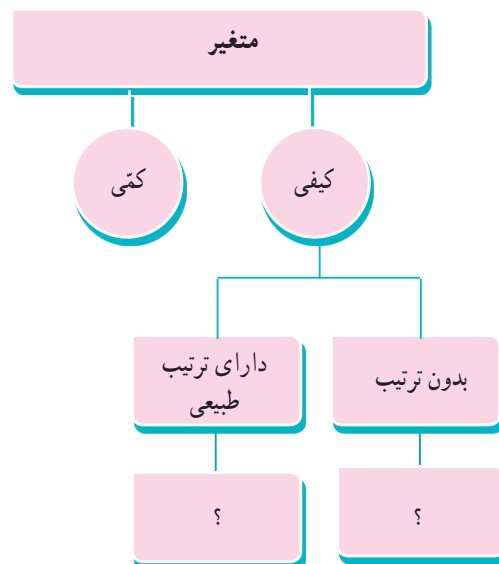 متغیر
کیفی
کمّی
بدون ترتیب
دارای ترتیب
طبیعی
؟
؟